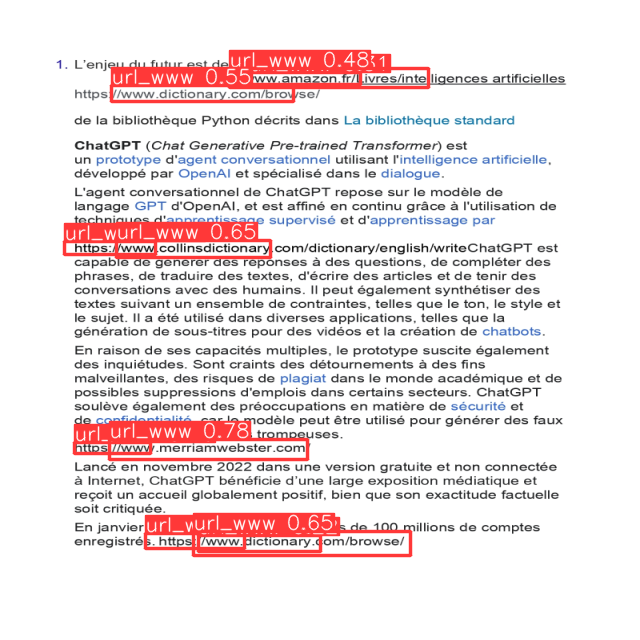 1. L'enjeu du futur est de
url_www 0.48
url_www 0.55
ww.amazon.fr/Livres/intelligences artificielles
https://www.dictionary.com/browse/
de la bibliothèque Python décrits dans La bibliothèque standard
ChatGPT (Chat Generative Pre-trained Transformer) est
un prototype d'agent conversationnel utilisant l'intelligence artificielle,
développé par OpenAI et spécialisé dans le dialogue.
L'agent conversationnel de ChatGPT repose sur le modèle de
langage GPT d'OpenAI, et est affiné en continu grâce à l'utilisation de
techniques d'apprentissage supervisé et d'apprentissage par
url_w
url_www 0.65
https://www.collinsdictionary.com/dictionary/english/writeChatGPT est
capable de générer des réponses à des questions, de compléter des
phrases, de traduire des textes, d'écrire des articles et de tenir des
conversations avec des humains. Il peut également synthétiser des
textes suivant un ensemble de contraintes, telles que le ton, le style et
le sujet. Il a été utilisé dans diverses applications, telles que la
génération de sous-titres pour des vidéos et la création de chatbots.
En raison de ses capacités multiples, le prototype suscite également
des inquiétudes. Sont craints des détournements à des fins
malveillantes, des risques de plagiat dans le monde académique et de
possibles suppressions d'emplois dans certains secteurs. ChatGPT
soulève également des préoccupations en matière de sécurité et
de confidentialité, car le modèle peut être utilisé pour générer des faux
url_
url_www 0.78
trompeuses.
https://www.merriamwebster.com/
Lancé en novembre 2022 dans une version gratuite et non connectée
à Internet, ChatGPT bénéficie d'une large exposition médiatique et
reçoit un accueil globalement positif, bien que son exactitude factuelle
soit critiquée.
En janvier
url_w
url_www 0.65
s de 100 millions de comptes
enregistrés. https://www.dictionary.com/browse/